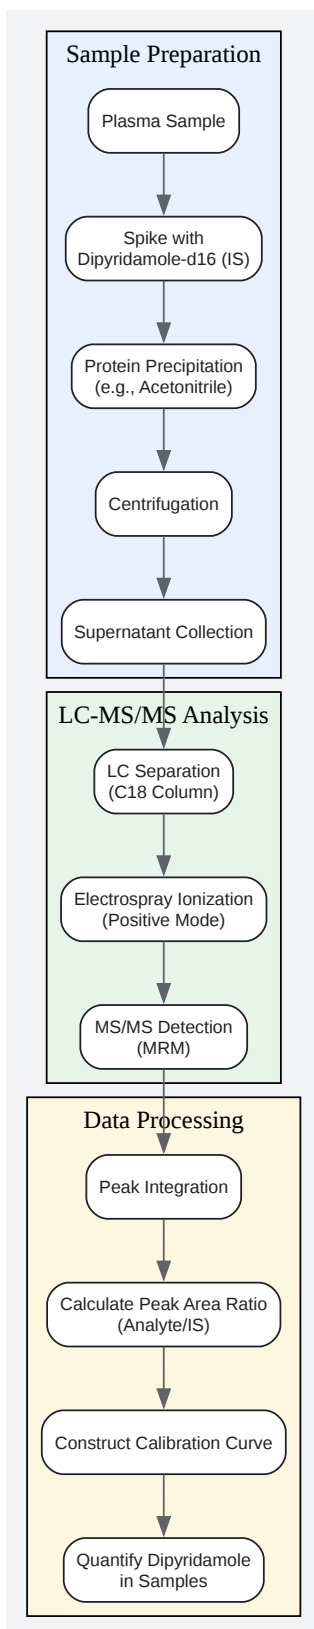 Sample Preparation
Plasma Sample
Spike with
Dipyridamole-d16 (IS)
Protein Precipitation
(e.g., Acetonitrile)
Centrifugation
Supernatant Collection
LC-MS/MS Analysis
LC Separation
(C18 Column)
Electrospray Ionization
(Positive Mode)
MS/MS Detection
(MRM)
Data Processing
Peak Integration
Calculate Peak Area Ratio
(Analyte/IS)
Construct Calibration Curve
Quantify Dipyridamole
in Samples